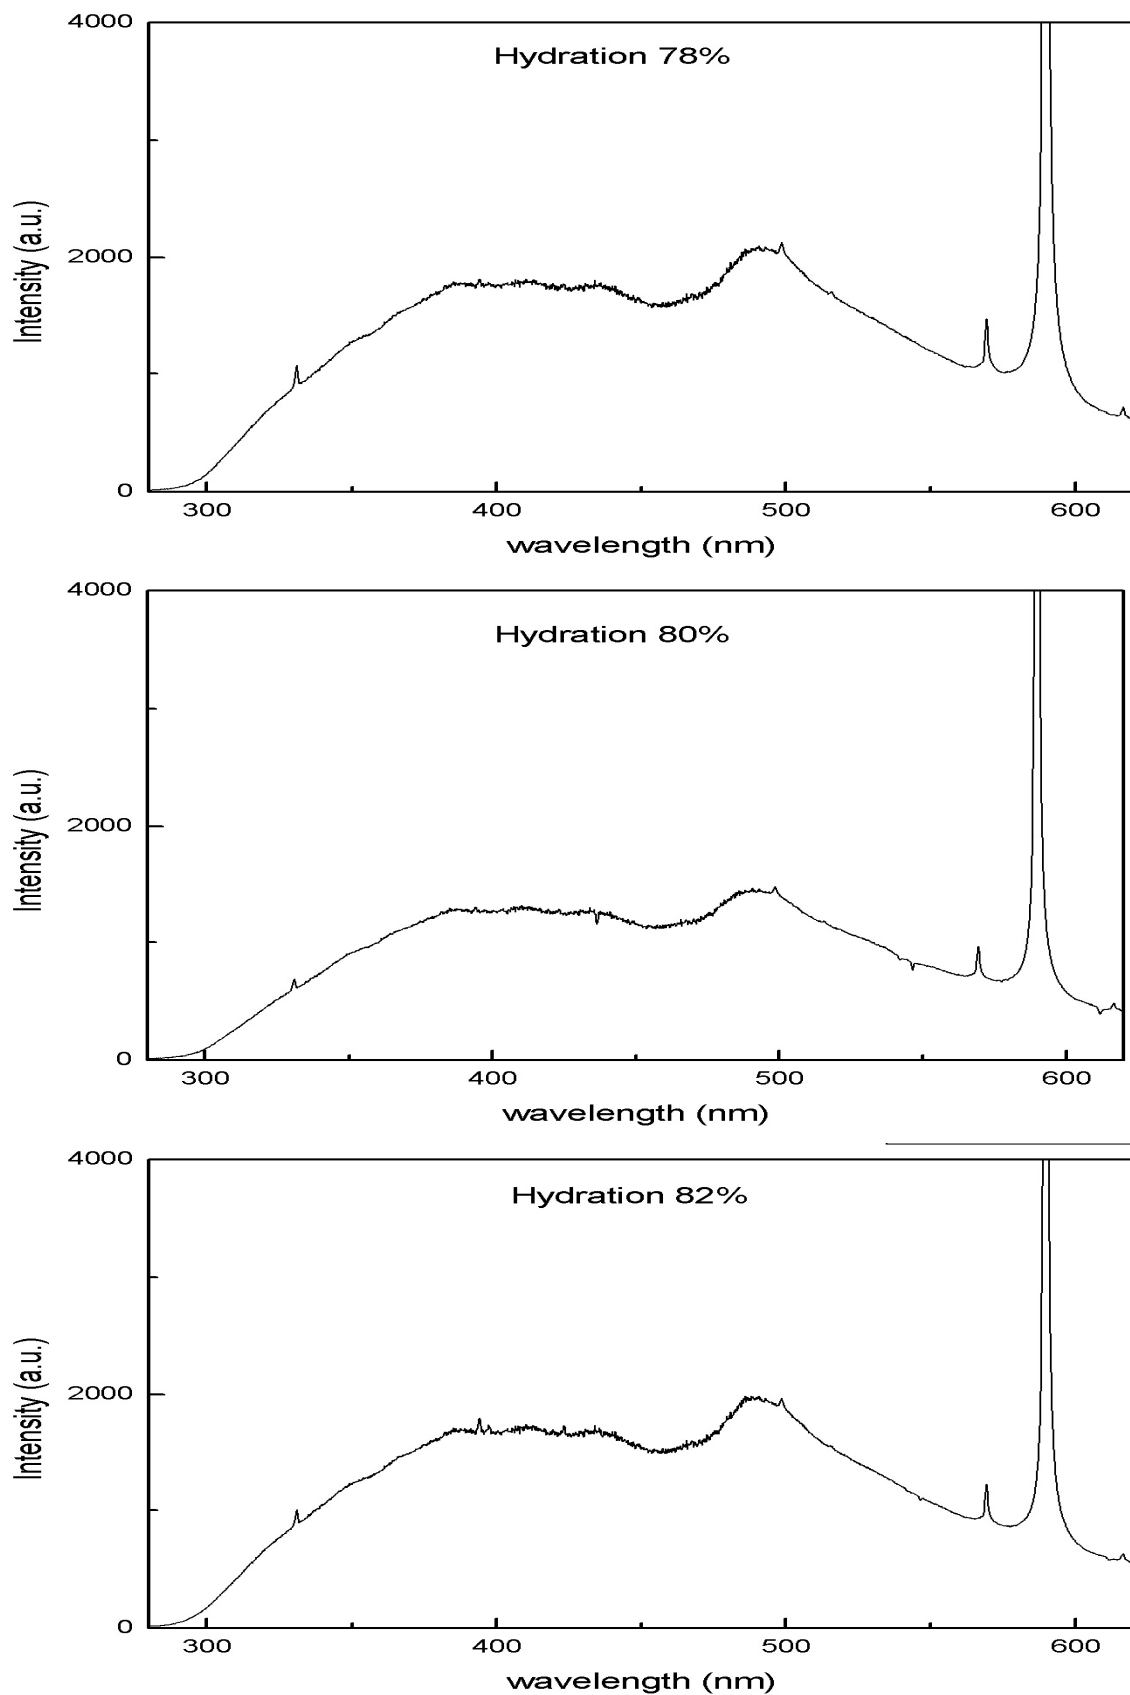 4000
Hydration 78%
Intensity (a.u.)
2000
0
300 400 500 600
wavelength (nm)
4000
Hydration 80%
Intensity (a.u.)
2000
0
300 400 500 600
wavelength (nm)
4000
Hydration 82%
Intensity (a.u.)
2000
0
300 400 500 600
wavelength (nm)